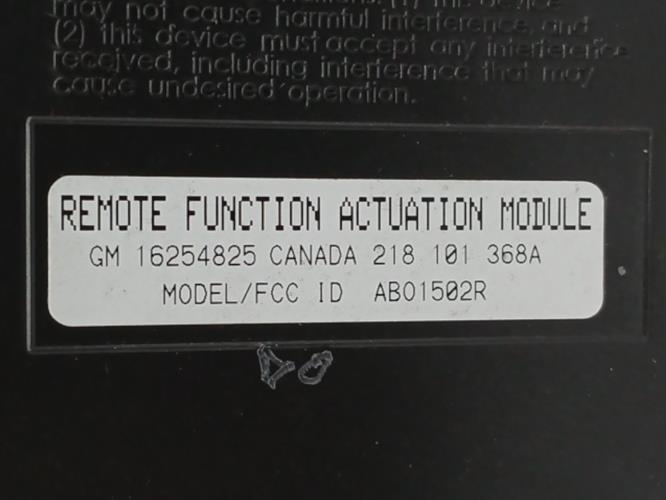 may not cause harmful interference, and
(2) this device must accept any interference
received, including interference that may
cause undesired operation.
REMOTE FUNCTION ACTUATION MODULE
GM 16254825 CANADA 218 101 368A
MODEL/FCC ID ABO1502R